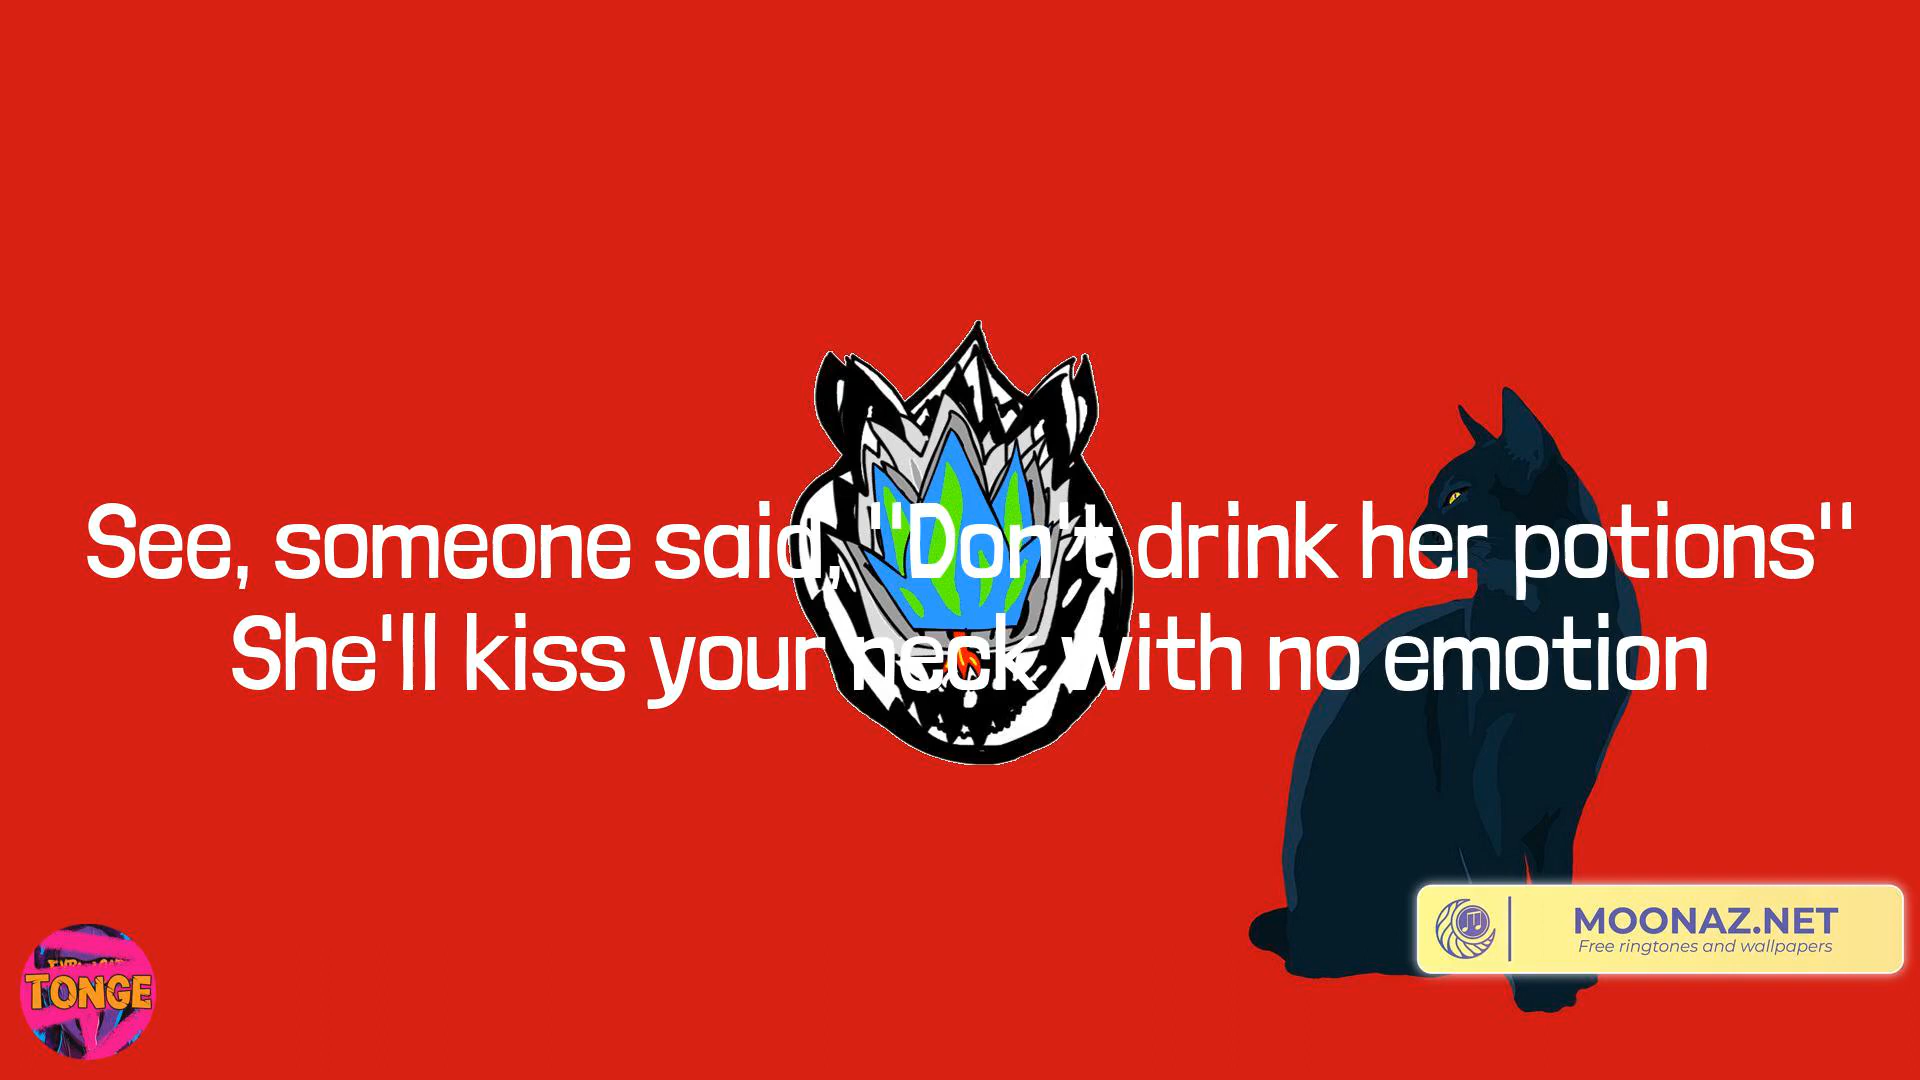 See, someone said, "Don't drink her potions"
She'll kiss your neck with no emotion
MOONAZ.NET
Free ringtones and wallpapers
TONGE